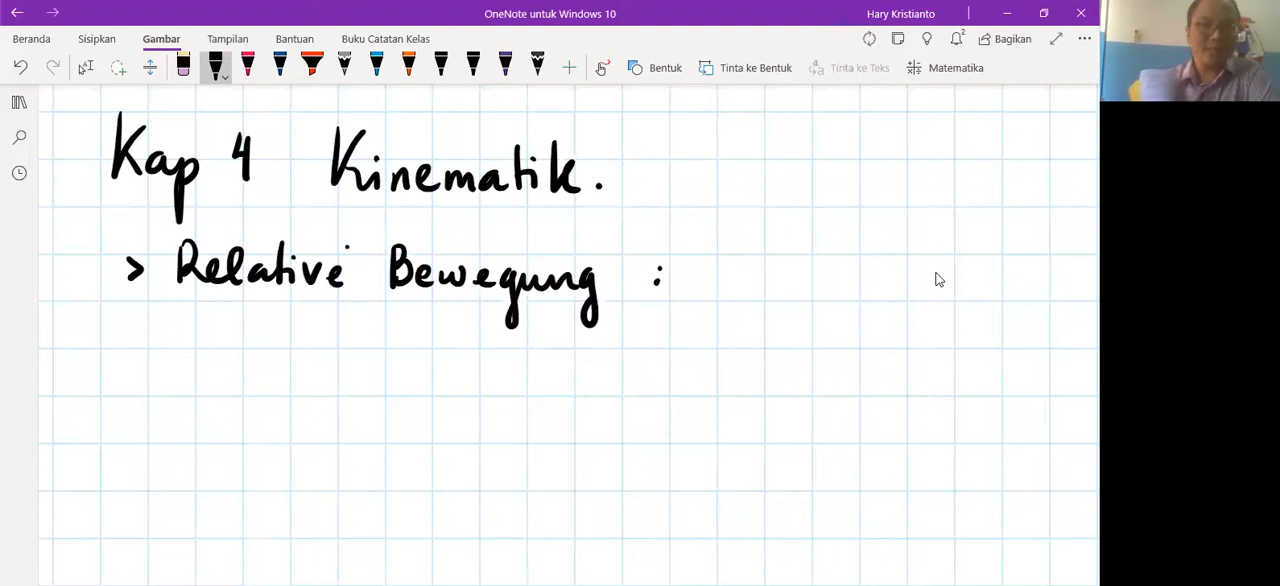 OneNote untuk Windows 10
Hary Kristianto
Beranda Sisipkan Gambar Tampilan Bantuan Buku Catatan Kelas
2 Bagikan
Bentuk Tinta ke Bentuk Tinta ke Teks Matematika
Kap 4 Kinematik.
> Relative Bewegung :